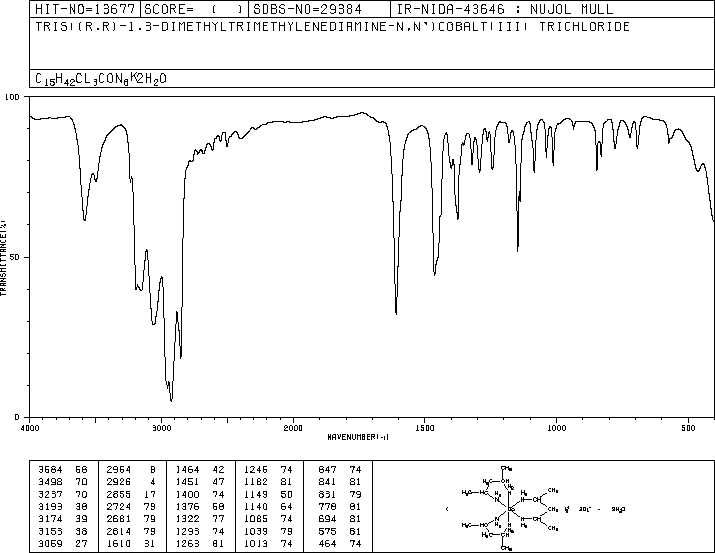 HIT-NO=13677 SCORE= ( ) SDBS-NO=29384 IR-NIDA-43646 : NUJOL MULL
TRIS((R,R)-1,3-DIMETHYLTRIMETHYLENEDIAMINE-N,N')COBALT(III) TRICHLORIDE
C15H42CL3CON6K2H2O
100
50
0
TRANSMITTANCE(%)
4000 3000 2000 1500 1000 500
WAVENUMBER(-1)
3584 58 2954 8 1464 42 1245 74 847 74
3498 70 2926 4 1451 47 1182 81 841 81
3237 70 2855 17 1400 74 1149 50 831 79
3193 38 2724 79 1376 58 1140 64 778 81
3174 39 2681 79 1322 77 1085 74 694 81
3153 38 2614 79 1293 74 1039 79 575 81
3059 27 1610 31 1263 81 1013 74 464 74